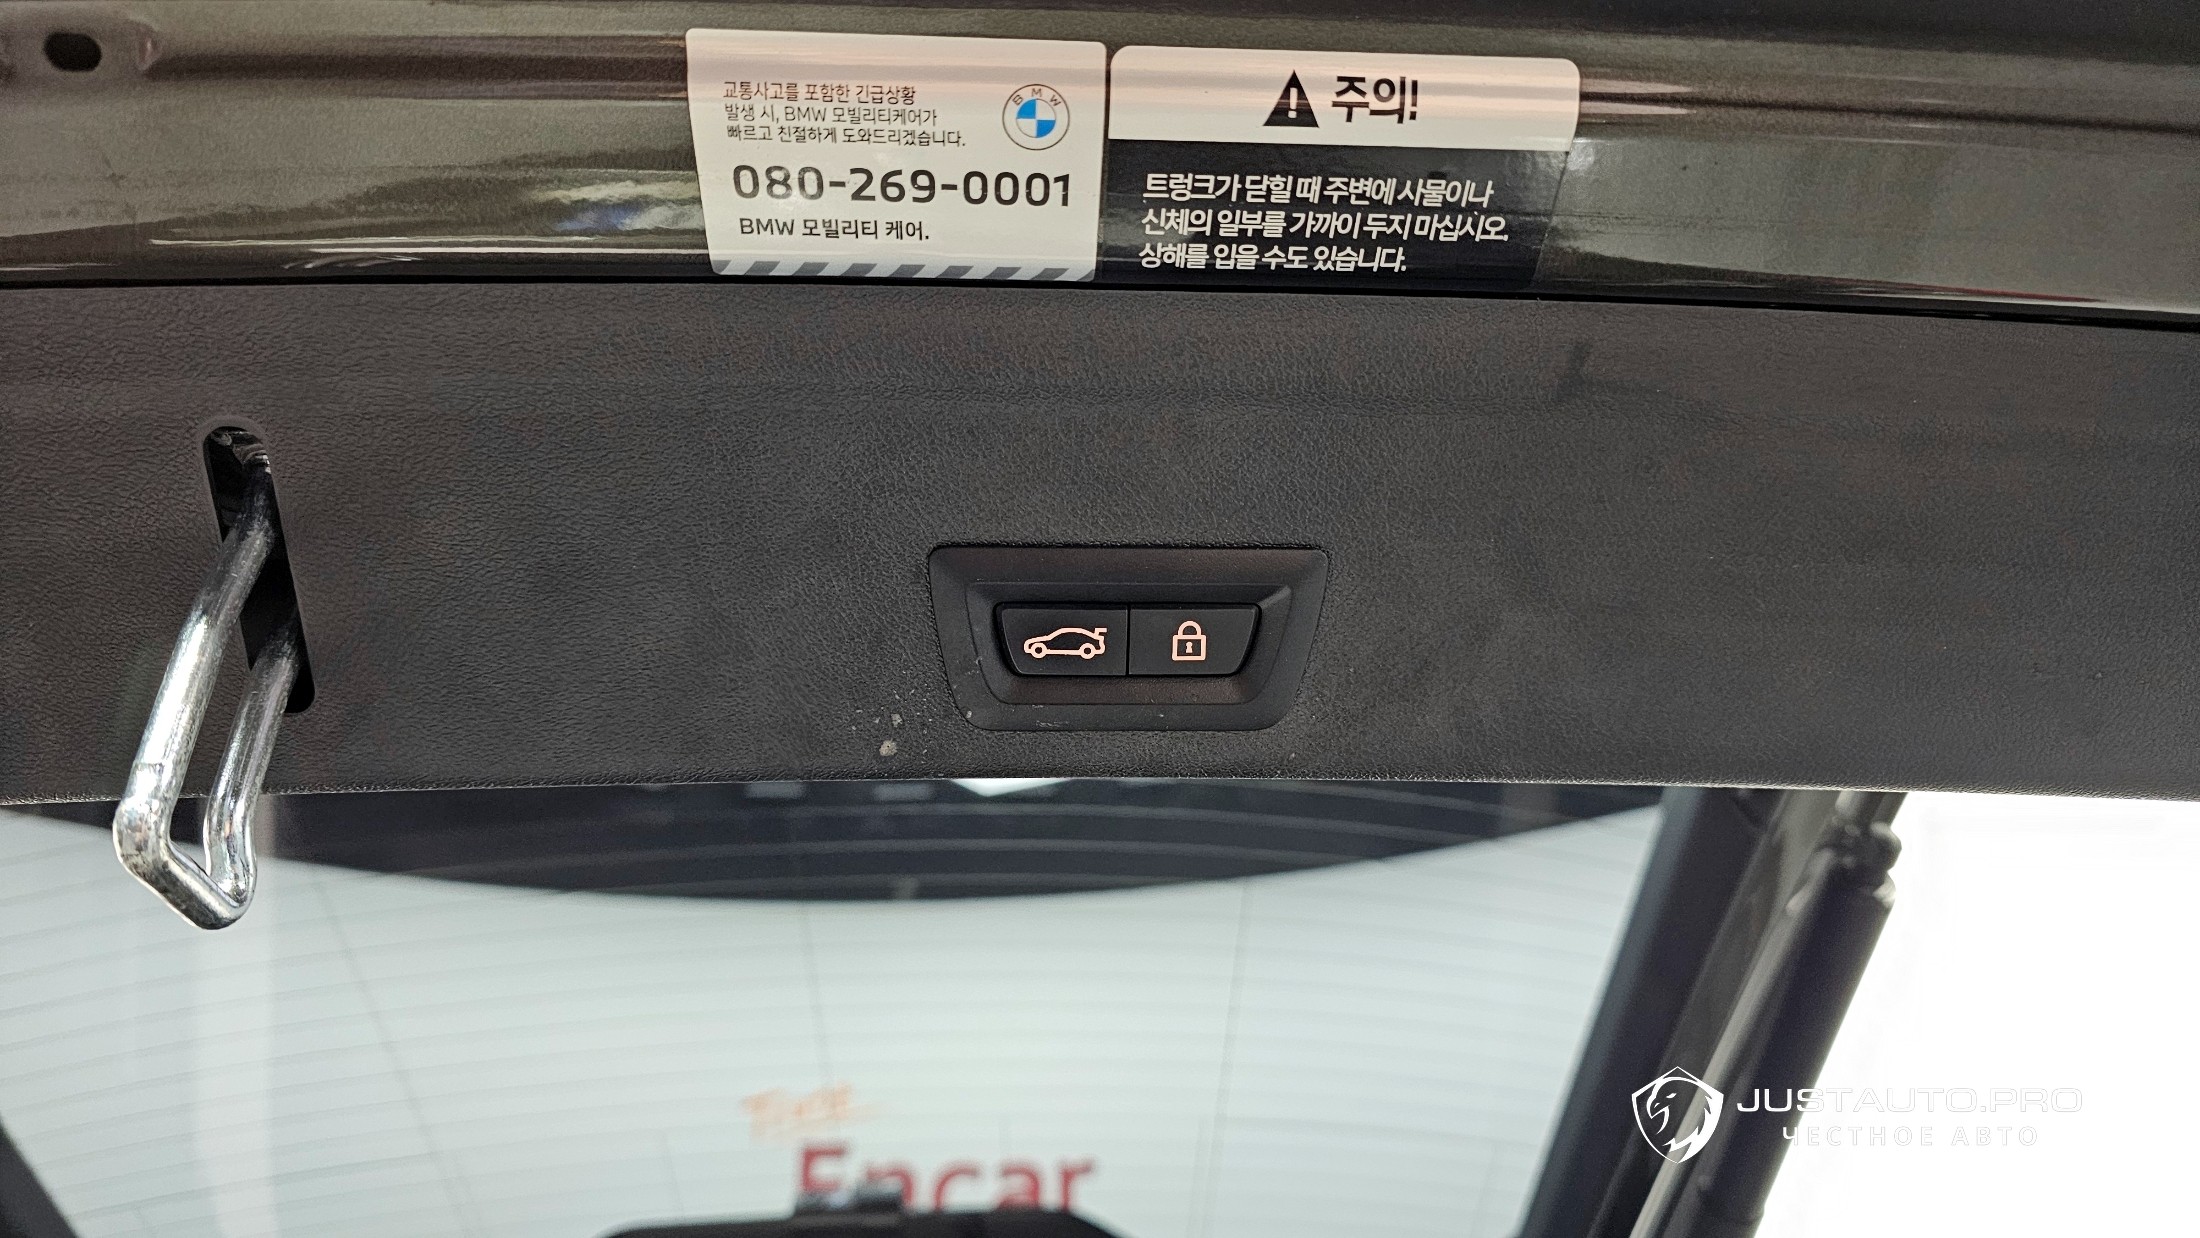 교통사고를 포함한 긴급상황
발생 시, BMW 모빌리티케어가
빠르고 친절하게 도와드리겠습니다.
BMW
080-269-0001
BMW 모빌리티 케어.
주의!
트렁크가 닫힐 때 주변에 사물이나
신체의 일부를 가까이 두지 마십시오.
상해를 입을 수도 있습니다.
Encar
JUSTAUTO.PRO
ЧЕСТНОЕ АВТО